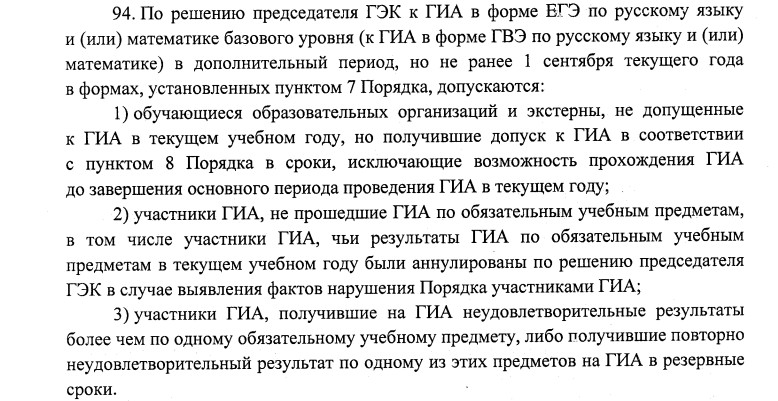 94. По решению председателя ГЭК к ГИА в форме ЕГЭ по русскому языку
и (или) математике базового уровня (к ГИА в форме ГВЭ по русскому языку и (или)
математике) в дополнительный период, но не ранее 1 сентября текущего года
в формах, установленных пунктом 7 Порядка, допускаются:
1) обучающиеся образовательных организаций и экстерны, не допущенные
к ГИА в текущем учебном году, но получившие допуск к ГИА в соответствии
с пунктом 8 Порядка в сроки, исключающие возможность прохождения ГИА
до завершения основного периода проведения ГИА в текущем году;
2) участники ГИА, не прошедшие ГИА по обязательным учебным предметам,
в том числе участники ГИА, чьи результаты ГИА по обязательным учебным
предметам в текущем учебном году были аннулированы по решению председателя
ГЭК в случае выявления фактов нарушения Порядка участниками ГИА;
3) участники ГИА, получившие на ГИА неудовлетворительные результаты
более чем по одному обязательному учебному предмету, либо получившие повторно
неудовлетворительный результат по одному из этих предметов на ГИА в резервные
сроки.